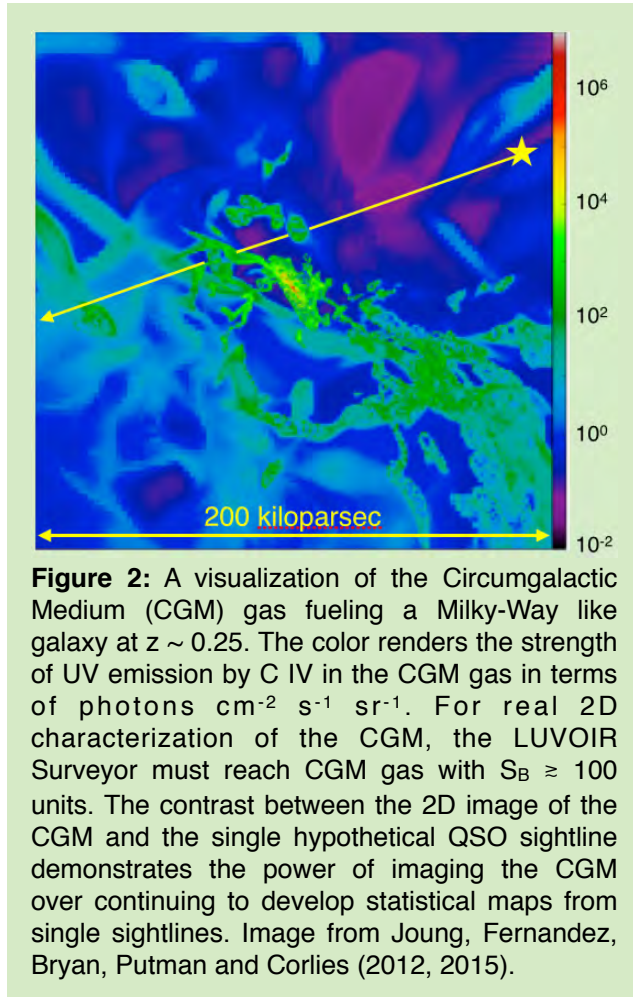 10⁶
10⁴
10²
10⁰
10⁻²
200 kiloparsec
Figure 2: A visualization of the Circumgalactic
Medium (CGM) gas fueling a Milky-Way like
galaxy at z ~ 0.25. The color renders the strength
of UV emission by C IV in the CGM gas in terms
of photons cm⁻² s⁻¹ sr⁻¹. For real 2D
characterization of the CGM, the LUVOIR
Surveyor must reach CGM gas with S_B ≳ 100
units. The contrast between the 2D image of the
CGM and the single hypothetical QSO sightline
demonstrates the power of imaging the CGM
over continuing to develop statistical maps from
single sightlines. Image from Joung, Fernandez,
Bryan, Putman and Corlies (2012, 2015).